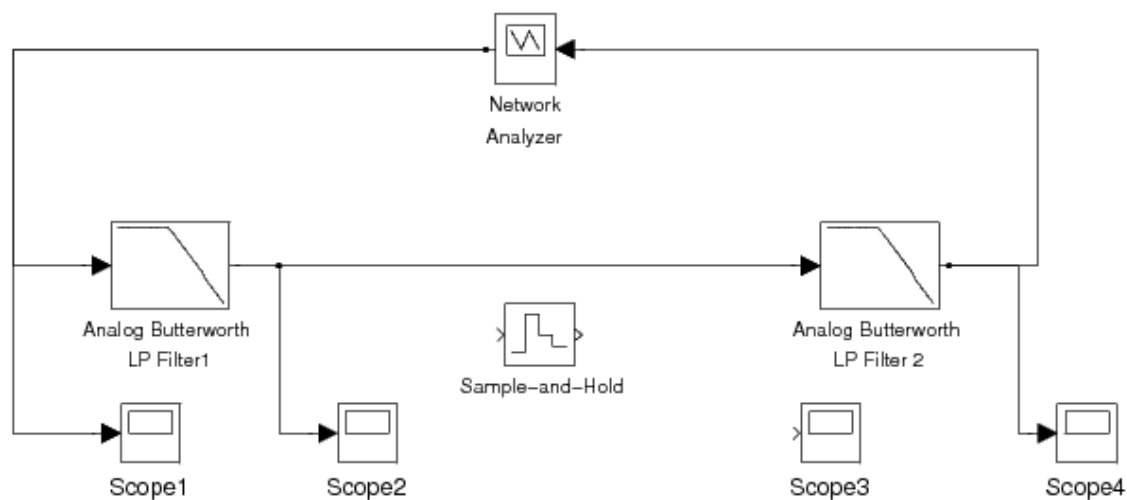 Network
Analyzer
Analog Butterworth
LP Filter1
Analog Butterworth
LP Filter 2
Sample-and-Hold
Scope1
Scope2
Scope3
Scope4